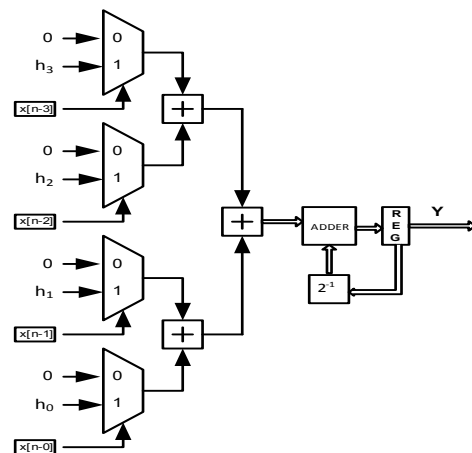 0 0
h3 1
x[n-3]
+
0 0
h2 1
x[n-2]
+
ADDER
REG
Y
2-1
0 0
h1 1
x[n-1]
+
0 0
h0 1
x[n-0]